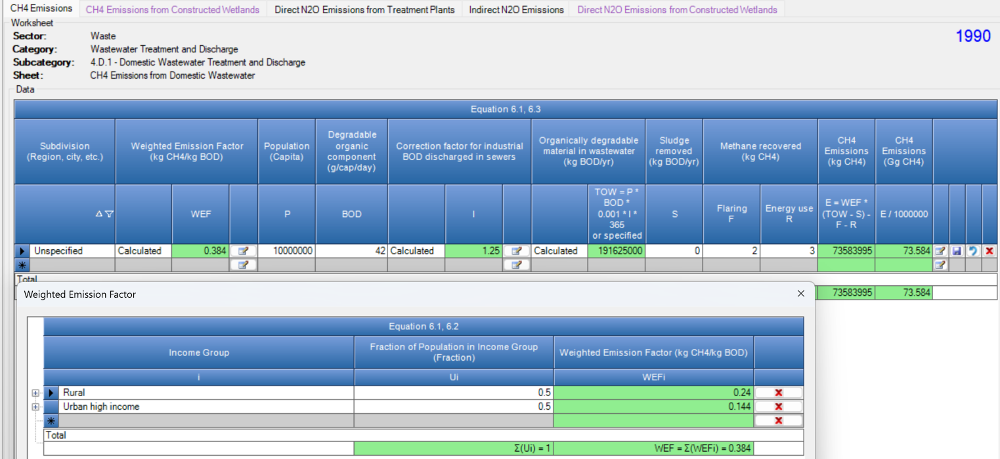 CH4 Emissions CH4 Emissions from Constructed Wetlands Direct N2O Emissions from Treatment Plants Indirect N2O Emissions Direct N2O Emissions from Constructed Wetlands
Worksheet
Sector: Waste
1990
Category: Wastewater Treatment and Discharge
Subcategory: 4.D.1 - Domestic Wastewater Treatment and Discharge
Sheet: CH4 Emissions from Domestic Wastewater
Data
Equation 6.1, 6.3
Subdivision
(Region, city, etc.)
Weighted Emission Factor
(kg CH4/kg BOD)
Population
(Capita)
Degradable
organic
component
(g/cap/day)
Correction factor for industrial
BOD discharged in sewers
Organically degradable
material in wastewater
(kg BOD/yr)
Sludge
removed
(kg BOD/yr)
Methane recovered
(kg CH4)
CH4
Emissions
(kg CH4)
CH4
Emissions
(Gg CH4)
WEF
P
BOD
I
TOW = P *
BOD *
0.001 * I *
365
or specified
S
Flaring
F
Energy use
R
E = WEF *
(TOW - S) -
F - R
E / 1000000
Unspecified Calculated 0.384 10000000 42 Calculated 1.25 Calculated 191625000 0 2 3 73583995 73.584
Total
73583995 73.584
Weighted Emission Factor
Equation 6.1, 6.2
Income Group
Fraction of Population in Income Group
(Fraction)
Weighted Emission Factor (kg CH4/kg BOD)
i Ui WEFi
Rural 0.5 0.24
Urban high income 0.5 0.144
Total
Σ(Ui) = 1 WEF = Σ(WEFi) = 0.384